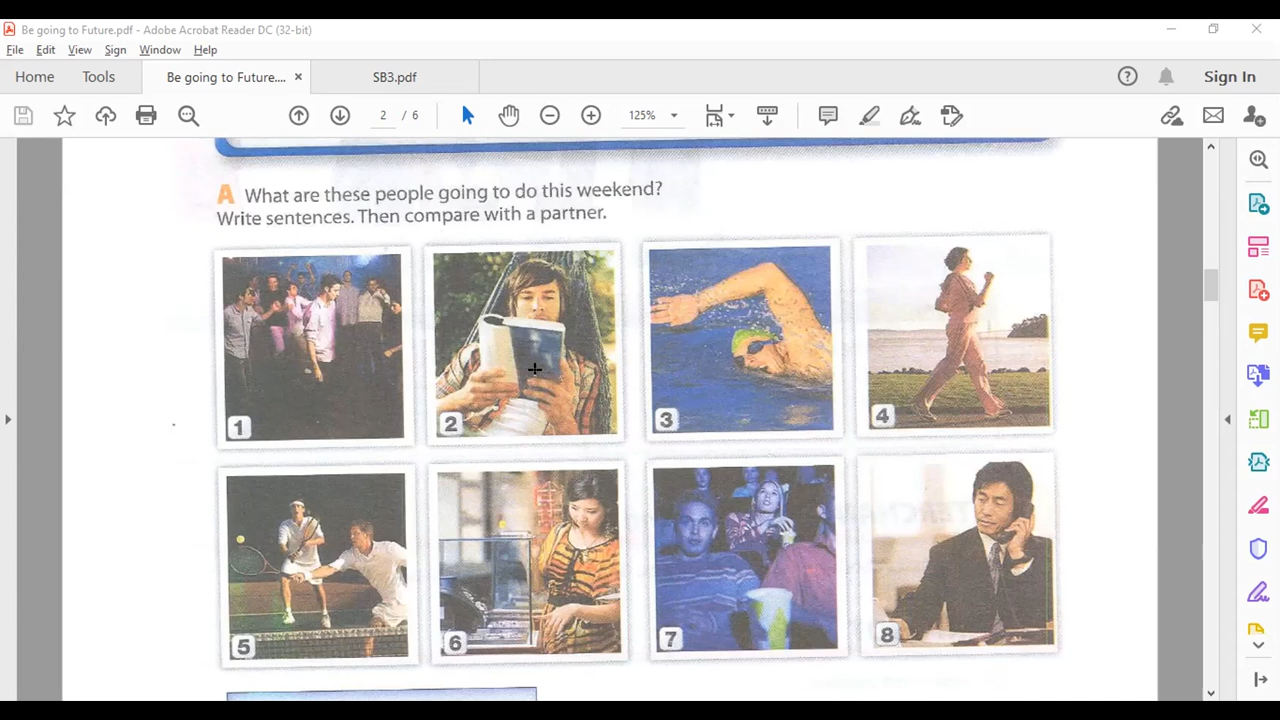 Be going to Future.pdf - Adobe Acrobat Reader DC (32-bit)
File Edit View Sign Window Help
Home Tools Be going to Future.... × SB3.pdf Sign In
2 / 6 125%
A What are these people going to do this weekend?
Write sentences. Then compare with a partner.
1 2 3 4
5 6 7 8